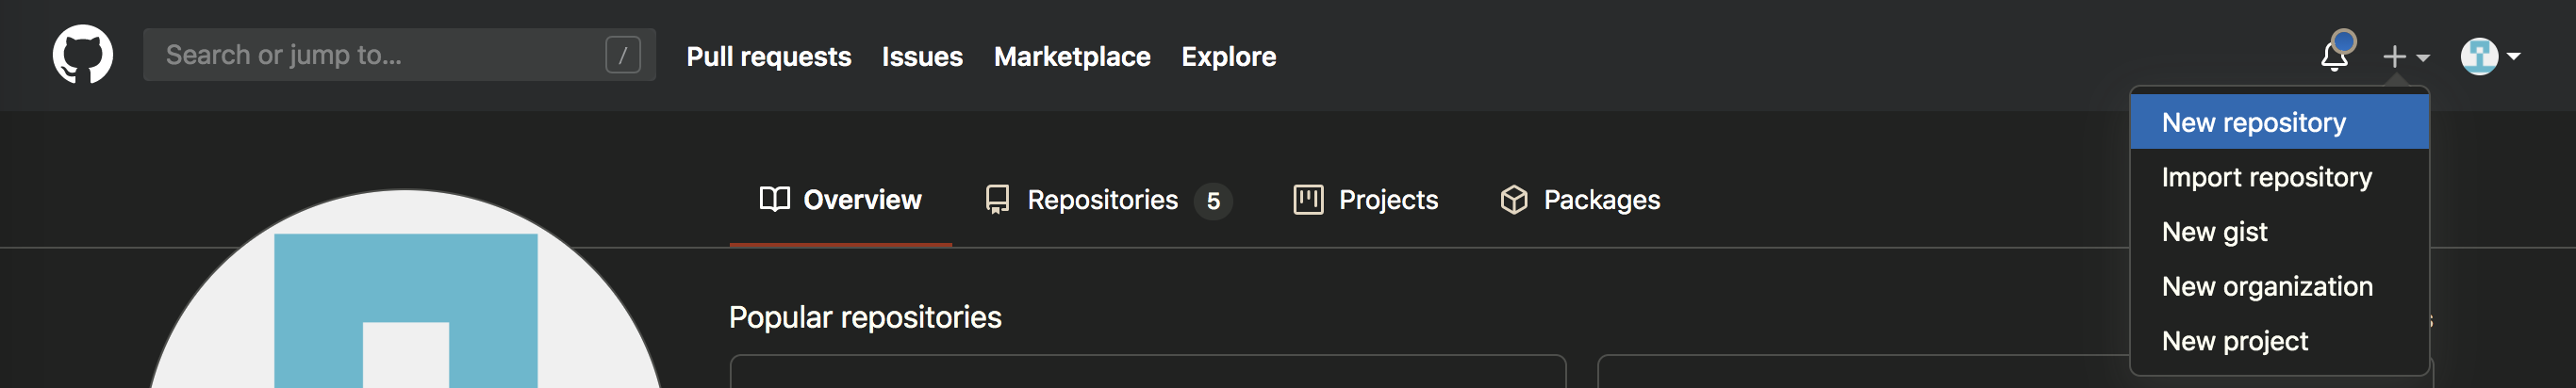 Search or jump to... /
Pull requests Issues Marketplace Explore
New repository
Import repository
New gist
New organization
New project
Overview Repositories 5 Projects Packages
Popular repositories